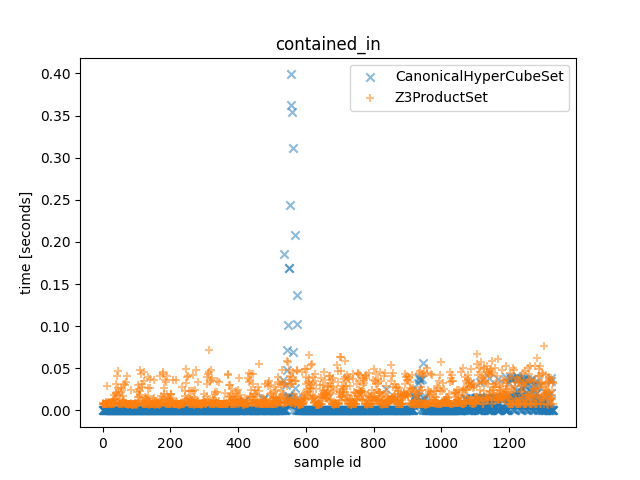 contained_in
CanonicalHyperCubeSet
Z3ProductSet
time [seconds]
0.40
0.35
0.30
0.25
0.20
0.15
0.10
0.05
0.00
0 200 400 600 800 1000 1200
sample id